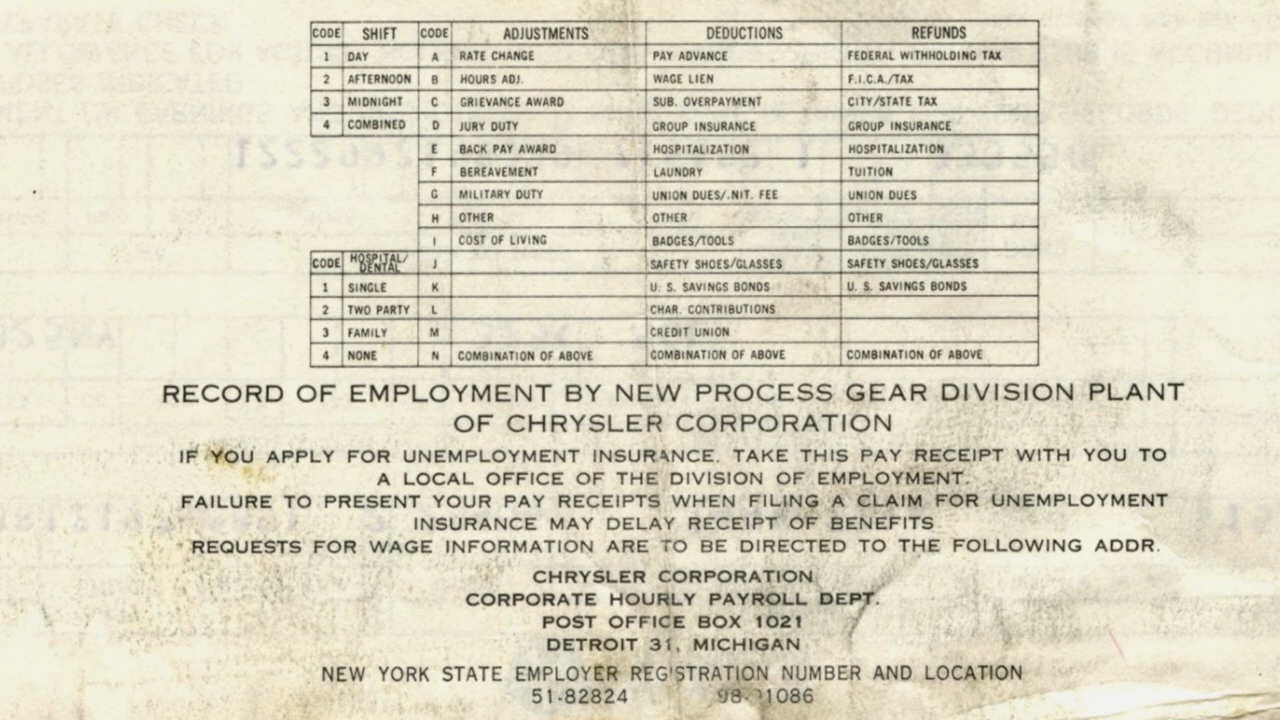 CODE SHIFT CODE ADJUSTMENTS DEDUCTIONS REFUNDS
1 DAY A RATE CHANGE PAY ADVANCE FEDERAL WITHHOLDING TAX
2 AFTERNOON B HOURS ADJ. WAGE LIEN F.I.C.A./TAX
3 MIDNIGHT C GRIEVANCE AWARD SUB. OVERPAYMENT CITY/STATE TAX
4 COMBINED D JURY DUTY GROUP INSURANCE GROUP INSURANCE
E BACK PAY AWARD HOSPITALIZATION HOSPITALIZATION
F BEREAVEMENT LAUNDRY TUITION
G MILITARY DUTY UNION DUES/.NIT. FEE UNION DUES
H OTHER OTHER OTHER
I COST OF LIVING BADGES/TOOLS BADGES/TOOLS
CODE HOSPITAL/DENTAL J SAFETY SHOES/GLASSES SAFETY SHOES/GLASSES
1 SINGLE K U. S. SAVINGS BONDS U. S. SAVINGS BONDS
2 TWO PARTY L CHAR. CONTRIBUTIONS
3 FAMILY M CREDIT UNION
4 NONE N COMBINATION OF ABOVE COMBINATION OF ABOVE COMBINATION OF ABOVE
RECORD OF EMPLOYMENT BY NEW PROCESS GEAR DIVISION PLANT
OF CHRYSLER CORPORATION
IF YOU APPLY FOR UNEMPLOYMENT INSURANCE. TAKE THIS PAY RECEIPT WITH YOU TO
A LOCAL OFFICE OF THE DIVISION OF EMPLOYMENT.
FAILURE TO PRESENT YOUR PAY RECEIPTS WHEN FILING A CLAIM FOR UNEMPLOYMENT
INSURANCE MAY DELAY RECEIPT OF BENEFITS
REQUESTS FOR WAGE INFORMATION ARE TO BE DIRECTED TO THE FOLLOWING ADDR.
CHRYSLER CORPORATION
CORPORATE HOURLY PAYROLL DEPT.
POST OFFICE BOX 1021
DETROIT 31, MICHIGAN
NEW YORK STATE EMPLOYER REGISTRATION NUMBER AND LOCATION
51-82824